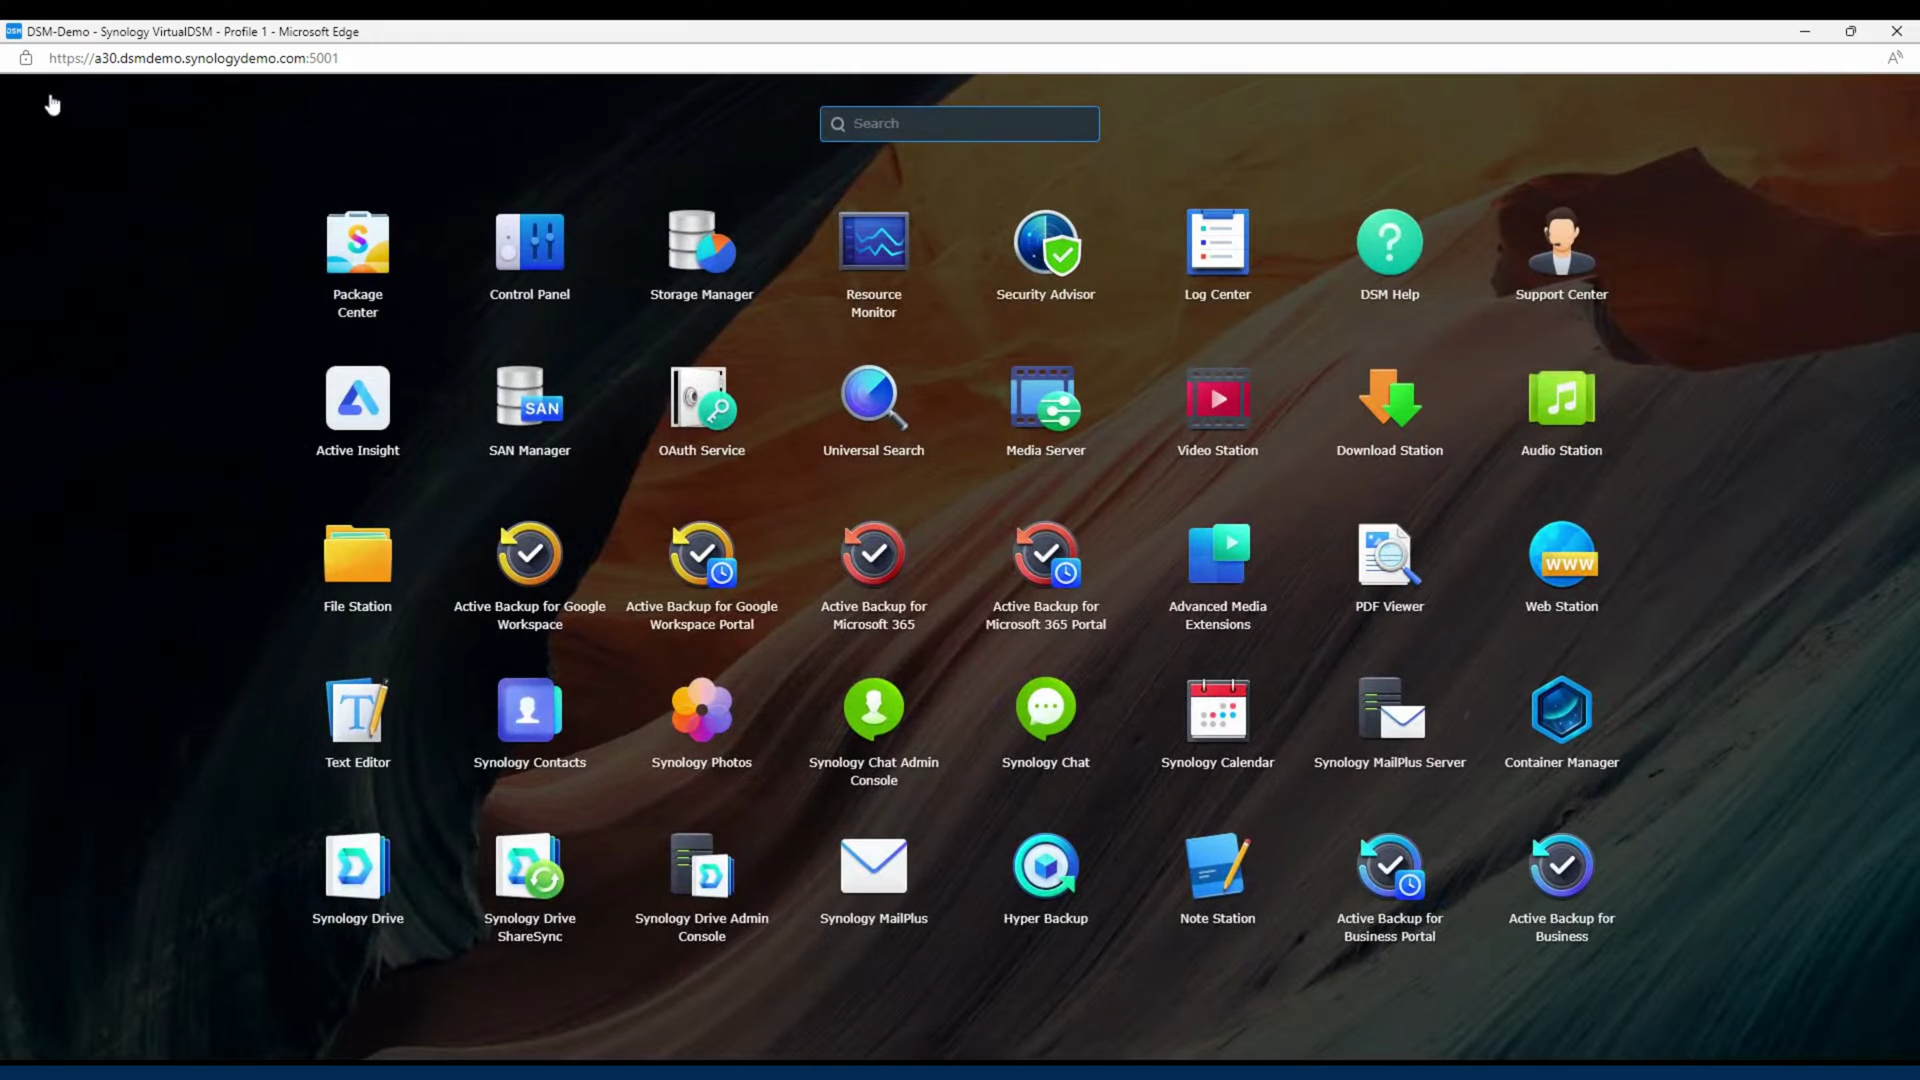 DSM DSM-Demo - Synology VirtualDSM - Profile 1 - Microsoft Edge
https://a30.dsmdemo.synologydemo.com:5001
Search
Package
Center
Control Panel
Storage Manager
Resource
Monitor
Security Advisor
Log Center
DSM Help
Support Center
Active Insight
SAN
SAN Manager
OAuth Service
Universal Search
Media Server
Video Station
Download Station
Audio Station
File Station
Active Backup for Google
Workspace
Active Backup for Google
Workspace Portal
Active Backup for
Microsoft 365
Active Backup for
Microsoft 365 Portal
Advanced Media
Extensions
PDF Viewer
WWW
Web Station
Text Editor
Synology Contacts
Synology Photos
Synology Chat Admin
Console
Synology Chat
Synology Calendar
Synology MailPlus Server
Container Manager
Synology Drive
Synology Drive
ShareSync
Synology Drive Admin
Console
Synology MailPlus
Hyper Backup
Note Station
Active Backup for
Business Portal
Active Backup for
Business